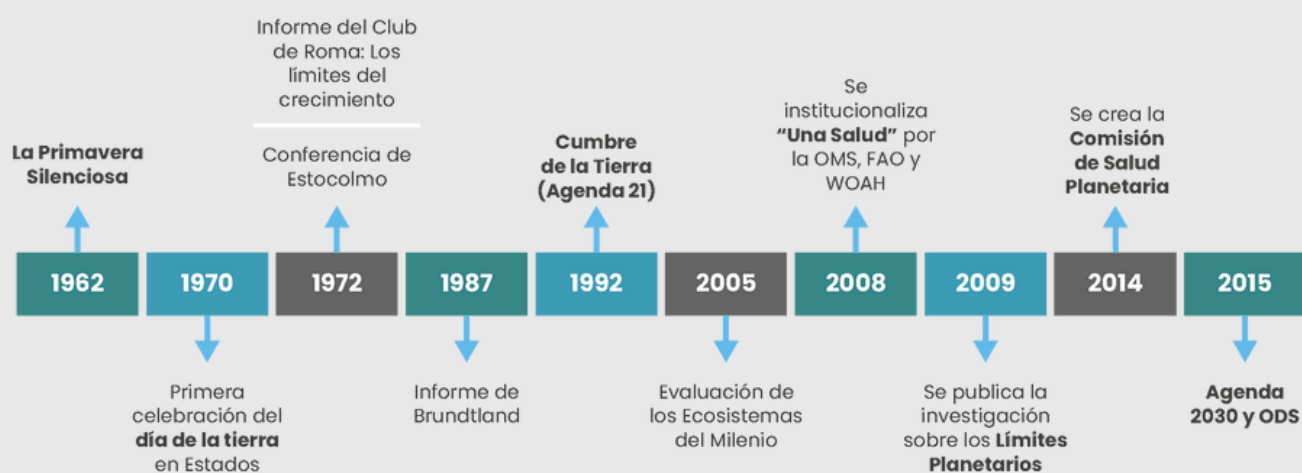 La Primavera
Silenciosa
1962
1970
Primera
celebración del
día de la tierra
en Estados
Informe del Club
de Roma: Los
límites del
crecimiento
Conferencia de
Estocolmo
1972
1987
Informe de
Brundtland
Cumbre
de la Tierra
(Agenda 21)
1992
2005
Evaluación de
los Ecosistemas
del Milenio
Se
institucionaliza
“Una Salud” por
la OMS, FAO y
WOAH
2008
2009
Se publica la
investigación
sobre los Límites
Planetarios
Se crea la
Comisión
de Salud
Planetaria
2014
2015
Agenda
2030 y ODS